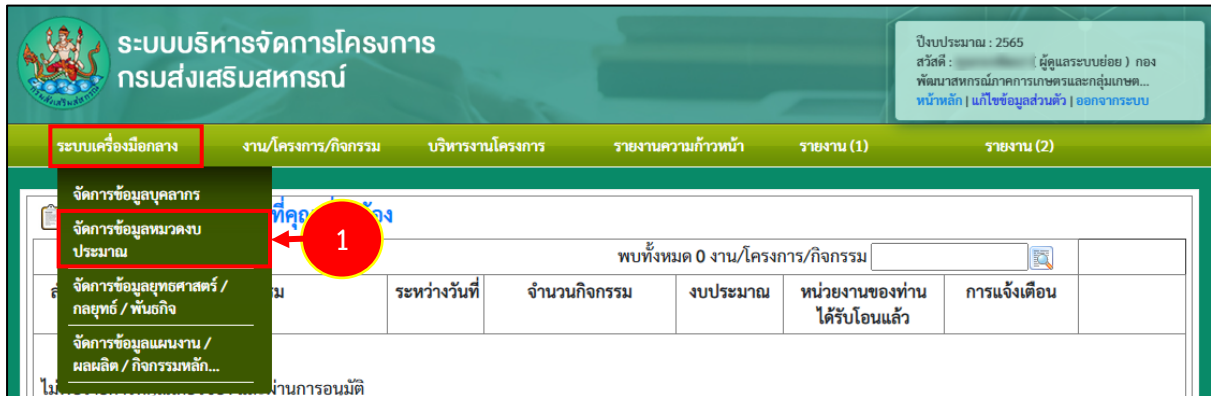 ระบบบริหารจัดการโครงการ
กรมส่งเสริมสหกรณ์
ปีงบประมาณ : 2565
สวัสดี : ( ผู้ดูแลระบบย่อย ) กอง
พัฒนาสหกรณ์ภาคการเกษตรและกลุ่มเกษต...
หน้าหลัก | แก้ไขข้อมูลส่วนตัว | ออกจากระบบ
ระบบเครื่องมือกลาง งาน/โครงการ/กิจกรรม บริหารงานโครงการ รายงานความก้าวหน้า รายงาน (1) รายงาน (2)
จัดการข้อมูลบุคลากร
จัดการข้อมูลหมวดงบ
ประมาณ
จัดการข้อมูลยุทธศาสตร์ /
กลยุทธ์ / พันธกิจ
จัดการข้อมูลแผนงาน /
ผลผลิต / กิจกรรมหลัก...
1
ที่คุณ
พบทั้งหมด 0 งาน/โครงการ/กิจกรรม
ระหว่างวันที่ จำนวนกิจกรรม งบประมาณ หน่วยงานของท่าน การแจ้งเตือน
ได้รับโอนแล้ว
ผ่านการอนุมัติ